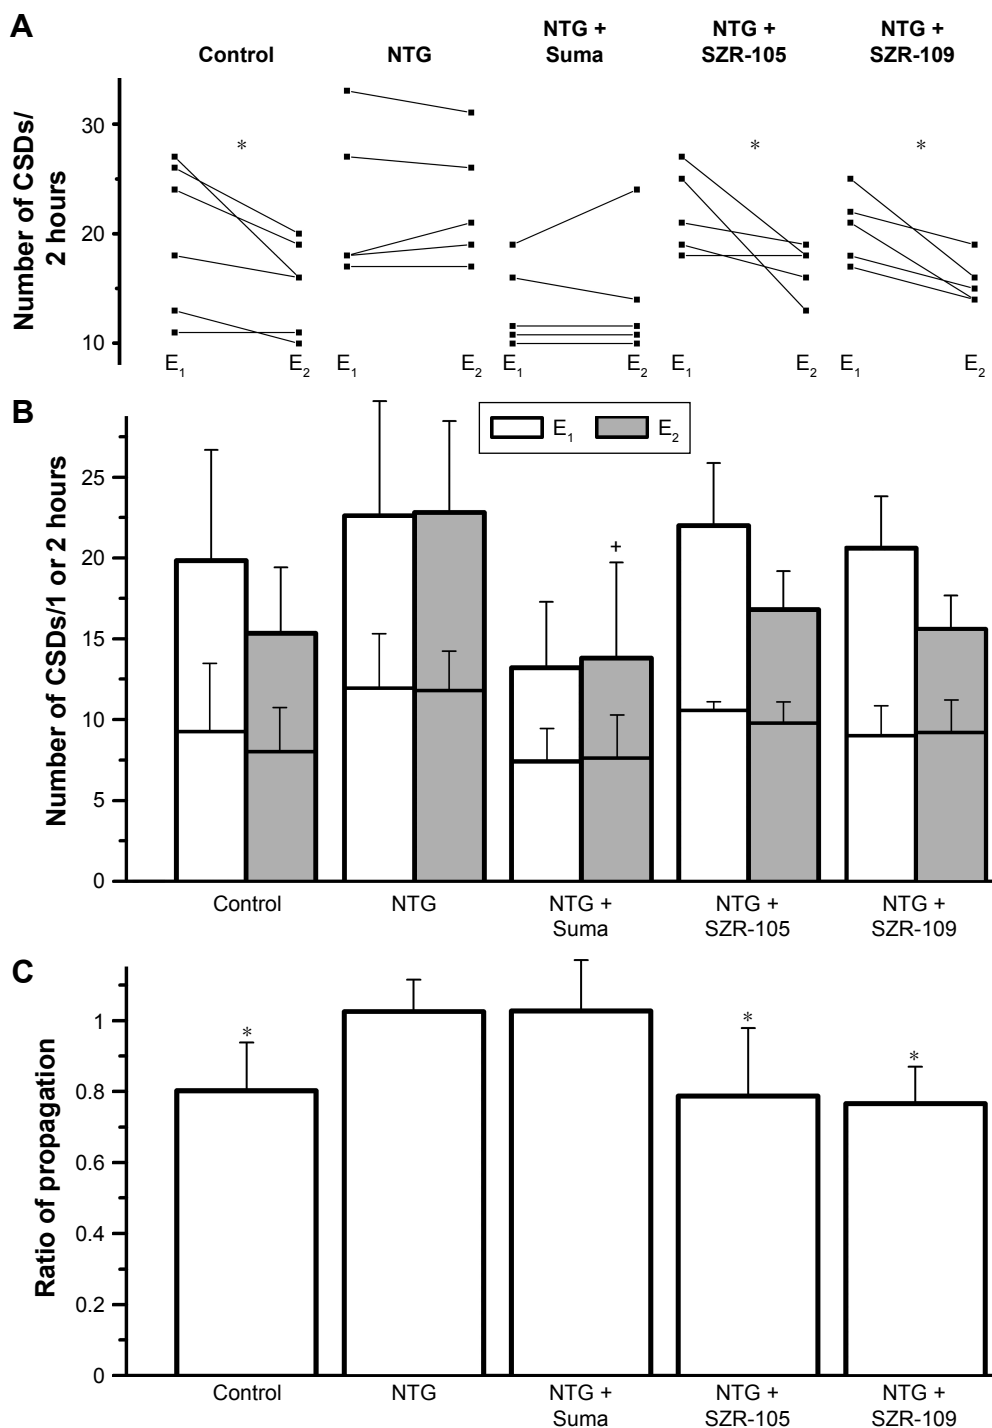 A
Control
NTG
NTG +
Suma
NTG +
SZR-105
NTG +
SZR-109
Number of CSDs/
2 hours
30
20
10
*
*
*
E1
E2
E1
E2
E1
E2
E1
E2
E1
E2
B
E1
E2
Number of CSDs/1 or 2 hours
25
20
15
10
5
0
+
Control
NTG
NTG +
Suma
NTG +
SZR-105
NTG +
SZR-109
C
Ratio of propagation
1
0.8
0.6
0.4
0.2
0
*
*
*
Control
NTG
NTG +
Suma
NTG +
SZR-105
NTG +
SZR-109